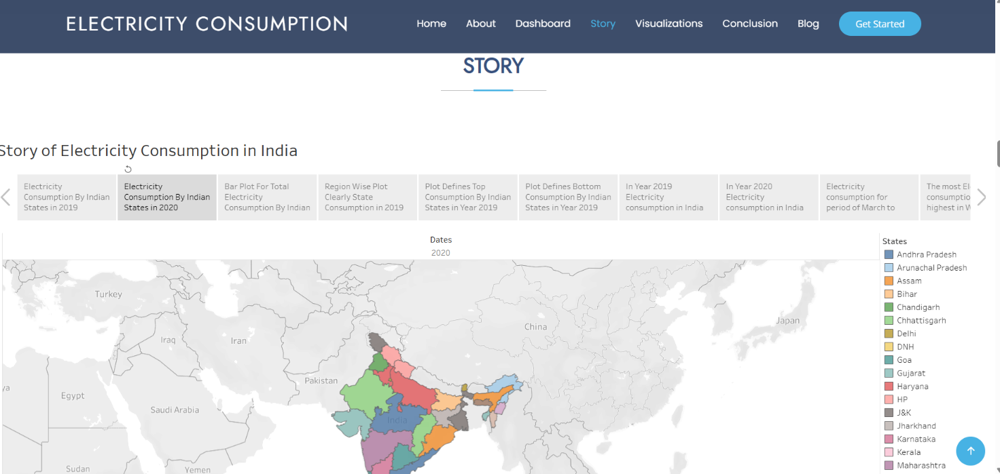 ELECTRICITY CONSUMPTION
Home About Dashboard Story Visualizations Conclusion Blog Get Started
STORY
Story of Electricity Consumption in India
Electricity
Consumption By Indian
States in 2019
Electricity
Consumption By Indian
States in 2020
Bar Plot For Total
Electricity
Consumption By Indian
Region Wise Plot
Clearly State
Consumption in 2019
Plot Defines Top
Consumption By Indian
States in Year 2019
Plot Defines Bottom
Consumption By Indian
States in Year 2019
In Year 2019
Electricity
consumption in India
In Year 2020
Electricity
consumption in India
Electricity
consumption for
period of March to
The most El
consumptio
highest in W
Dates
2020
Turkey
Iraq
Iran
China
Japan
Pakistan
ya
Egypt
Saudi Arabia
India
Sudan
Yemen
States
Andhra Pradesh
Arunachal Pradesh
Assam
Bihar
Chandigarh
Chhattisgarh
Delhi
DNH
Goa
Gujarat
Haryana
HP
J&K
Jharkhand
Karnataka
Kerala
Maharashtra